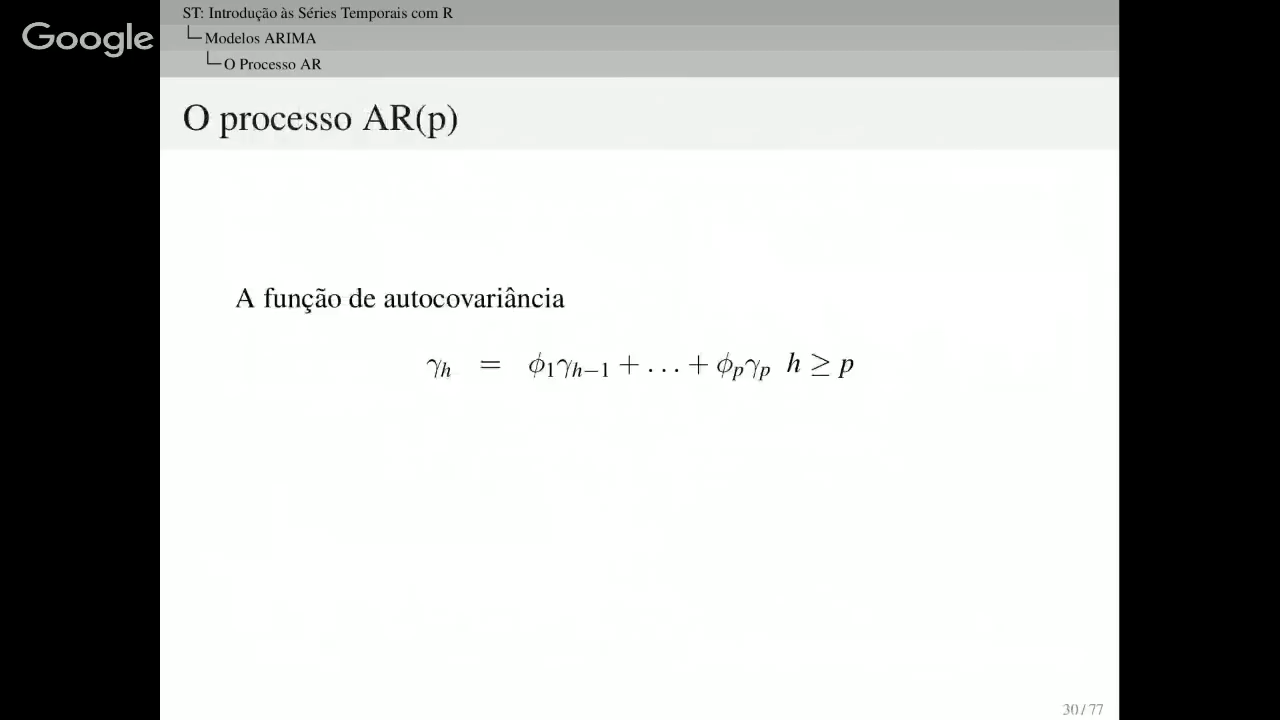 Google
ST: Introdução às Séries Temporais com R
Modelos ARIMA
O Processo AR
O processo AR(p)
A função de autocovariância
γ_h = ϕ_1γ_{h−1} + … + ϕ_pγ_p h ≥ p
30 / 77